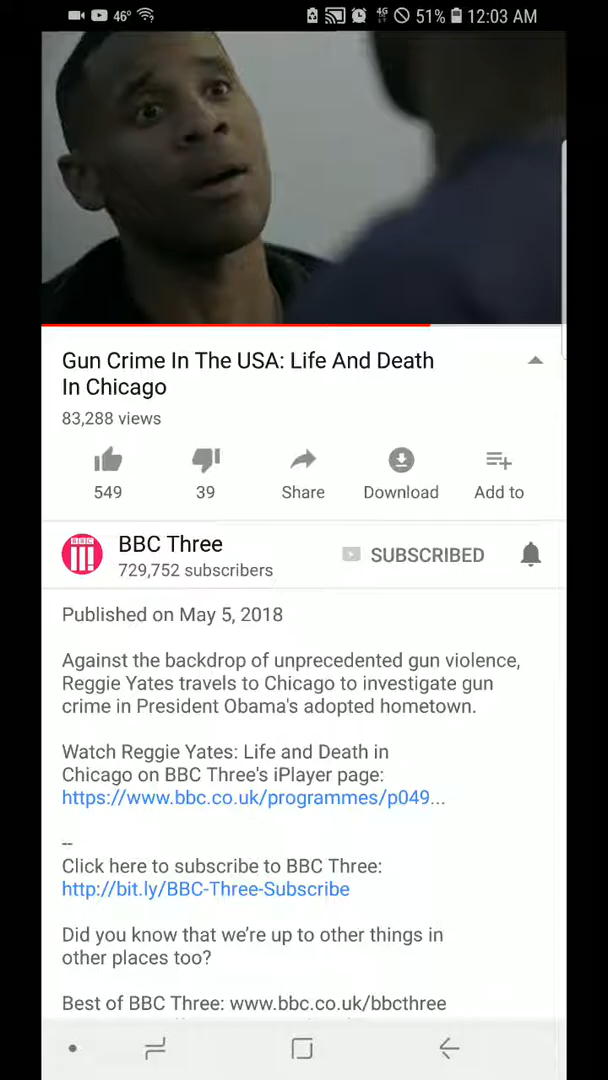 46° 4G 51% 12:03 AM
Gun Crime In The USA: Life And Death
In Chicago
83,288 views
549 39 Share Download Add to
BBC Three
729,752 subscribers
SUBSCRIBED
Published on May 5, 2018
Against the backdrop of unprecedented gun violence,
Reggie Yates travels to Chicago to investigate gun
crime in President Obama's adopted hometown.
Watch Reggie Yates: Life and Death in
Chicago on BBC Three's iPlayer page:
https://www.bbc.co.uk/programmes/p049...
--
Click here to subscribe to BBC Three:
http://bit.ly/BBC-Three-Subscribe
Did you know that we’re up to other things in
other places too?
Best of BBC Three: www.bbc.co.uk/bbcthree